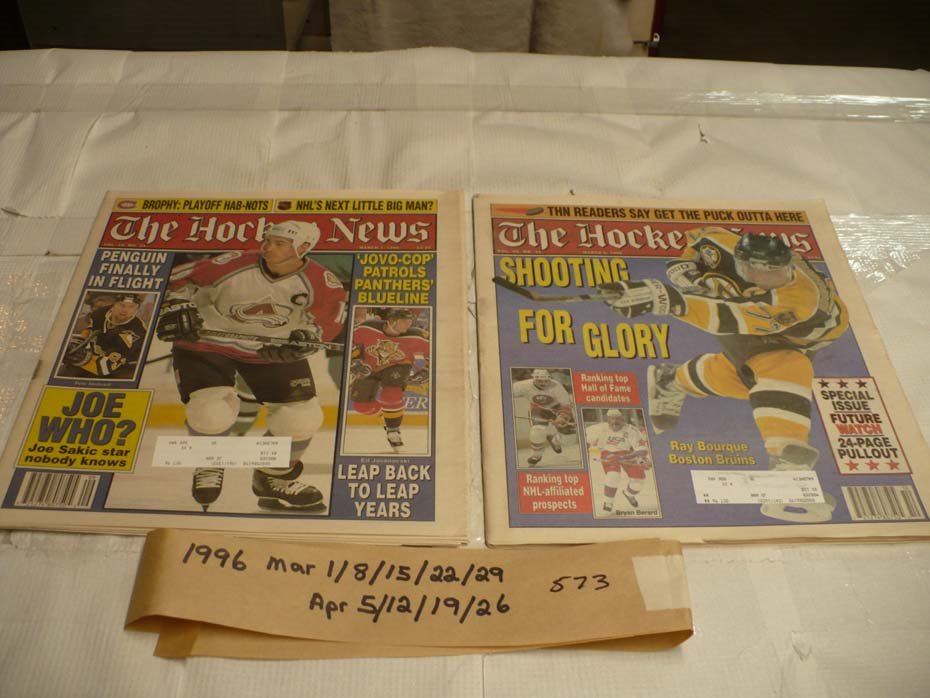 BROPHY: PLAYOFF HAB-NOTS NHL'S NEXT LITTLE BIG MAN?
The Hockey News
PENGUIN
FINALLY
IN FLIGHT
'JOVO-COP'
PATROLS
PANTHERS'
BLUELINE
JOE
WHO?
Joe Sakic star
nobody knows
Ed Jovanovski
LEAP BACK
TO LEAP
YEARS
THN READERS SAY GET THE PUCK OUTTA HERE
The Hockey News
SHOOTING
FOR GLORY
Ranking top
Hall of Fame
candidates
Ranking top
NHL-affiliated
prospects
Bryan Berard
Ray Bourque
Boston Bruins
SPECIAL
ISSUE
FUTURE
WATCH
24-PAGE
PULLOUT
1996 Mar 1/8/15/22/29 573
Apr 5/12/19/26